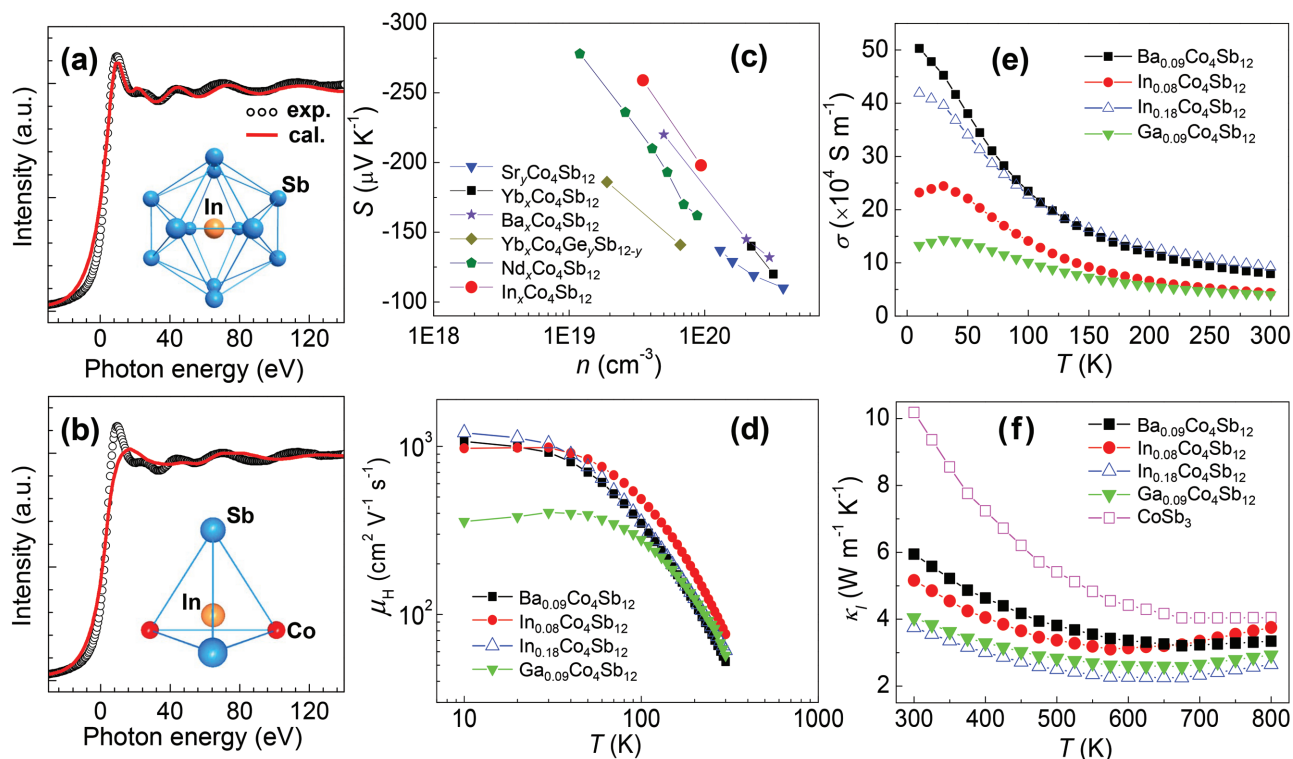 (a)
Intensity (a.u.)
exp.
cal.
Sb
In
0 40 80 120
Photon energy (eV)
(b)
Intensity (a.u.)
Sb
In
Co
0 40 80 120
Photon energy (eV)
(c)
S (μV K⁻¹)
-300
-250
-200
-150
-100
SrᵧCo₄Sb₁₂
YbₓCo₄Sb₁₂
BaₓCo₄Sb₁₂
YbₓCo₄GeᵧSb₁₂₋ᵧ
NdₓCo₄Sb₁₂
InₓCo₄Sb₁₂
1E18 1E19 1E20
n (cm⁻³)
(d)
μH (cm² V⁻¹ s⁻¹)
10³
10²
Ba₀.₀₉Co₄Sb₁₂
In₀.₀₈Co₄Sb₁₂
In₀.₁₈Co₄Sb₁₂
Ga₀.₀₉Co₄Sb₁₂
10 100 1000
T (K)
(e)
σ (×10⁴ S m⁻¹)
50
40
30
20
10
0
Ba₀.₀₉Co₄Sb₁₂
In₀.₀₈Co₄Sb₁₂
In₀.₁₈Co₄Sb₁₂
Ga₀.₀₉Co₄Sb₁₂
0 50 100 150 200 250 300
T (K)
(f)
κₗ (W m⁻¹ K⁻¹)
10
8
6
4
2
Ba₀.₀₉Co₄Sb₁₂
In₀.₀₈Co₄Sb₁₂
In₀.₁₈Co₄Sb₁₂
Ga₀.₀₉Co₄Sb₁₂
CoSb₃
300 400 500 600 700 800
T (K)